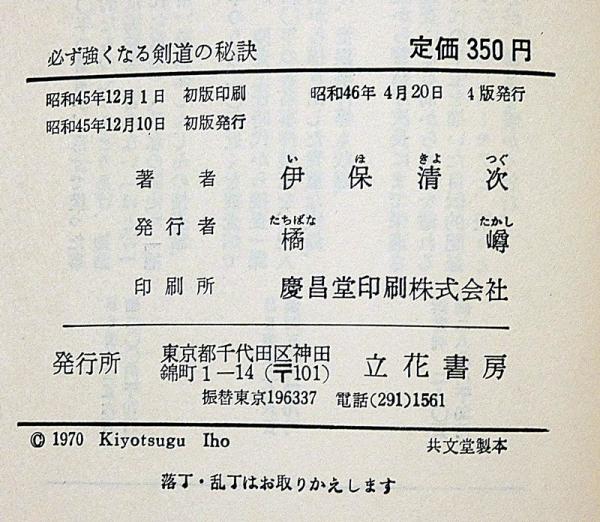 必ず強くなる剣道の秘訣 定価350円
昭和45年12月1日 初版印刷 昭和46年4月20日 4版発行
昭和45年12月10日 初版発行
い ほ きよ つぐ
著者 伊保清次
たちばな たかし
発行者 橘 嶟
印刷所 慶昌堂印刷株式会社
発行所 東京都千代田区神田錦町1-14(〒101) 立花書房
振替東京196337 電話(291)1561
© 1970 Kiyotsugu Iho 共文堂製本
落丁・乱丁はお取りかえします